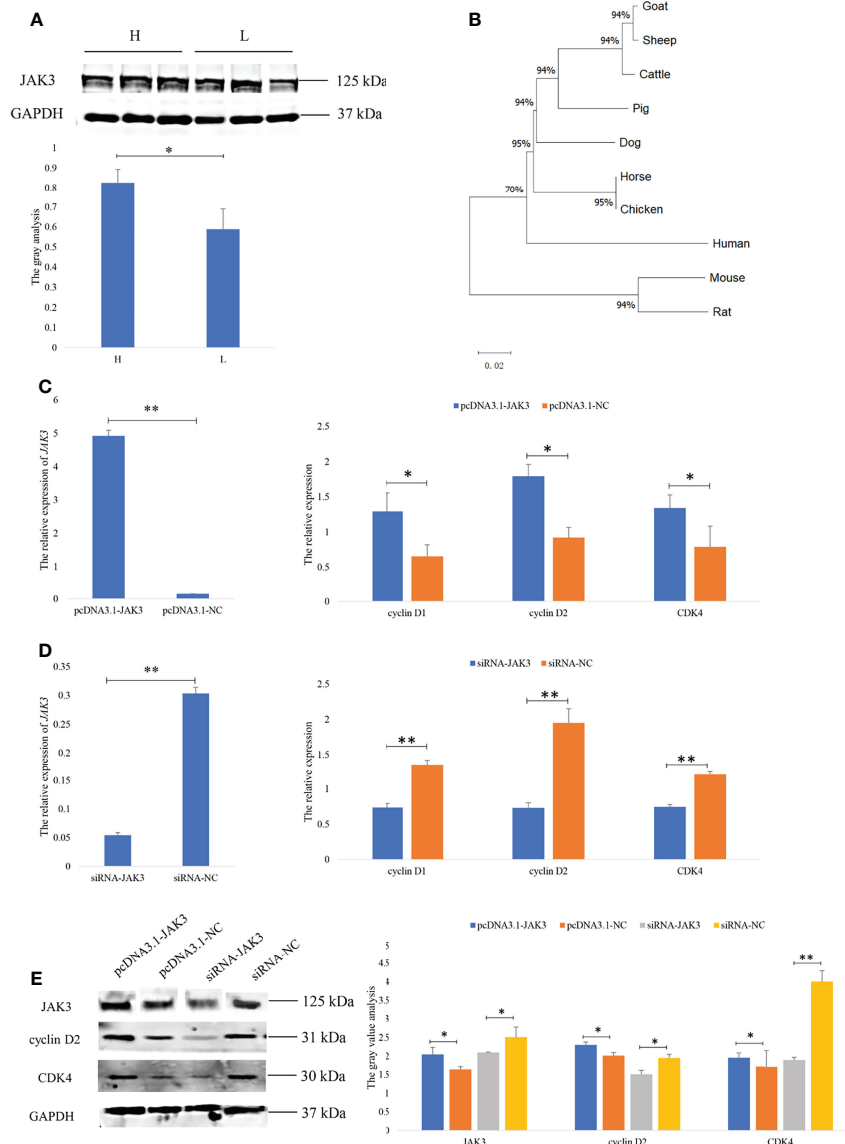 A
H L
JAK3 125 kDa
GAPDH 37 kDa
*
1
0.9
0.8
0.7
0.6
0.5
0.4
0.3
0.2
0.1
0
The gray analysis
H L
B
Goat
94%
Sheep
94%
Cattle
94%
Pig
94%
Dog
95%
Horse
95%
Chicken
70%
Human
Mouse
94%
Rat
0.02
C
6
5
4
3
2
1
0
The relative expression of JAK3
**
pcDNA3.1-JAK3 pcDNA3.1-NC
pcDNA3.1-JAK3 pcDNA3.1-NC
2.5
2
1.5
1
0.5
0
The relative expression
* * *
cyclin D1 cyclin D2 CDK4
D
0.35
0.3
0.25
0.2
0.15
0.1
0.05
0
The relative expression of JAK3
**
siRNA-JAK3 siRNA-NC
siRNA-JAK3 siRNA-NC
2.5
2
1.5
1
0.5
0
The relative expression
** ** **
cyclin D1 cyclin D2 CDK4
E
pcDNA3.1-JAK3
pcDNA3.1-NC
siRNA-JAK3
siRNA-NC
JAK3 125 kDa
cyclin D2 31 kDa
CDK4 30 kDa
GAPDH 37 kDa
pcDNA3.1-JAK3 pcDNA3.1-NC siRNA-JAK3 siRNA-NC
5
4.5
4
3.5
3
2.5
2
1.5
1
0.5
0
The gray value analysis
* * * * * **
JAK3 cyclin D2 CDK4